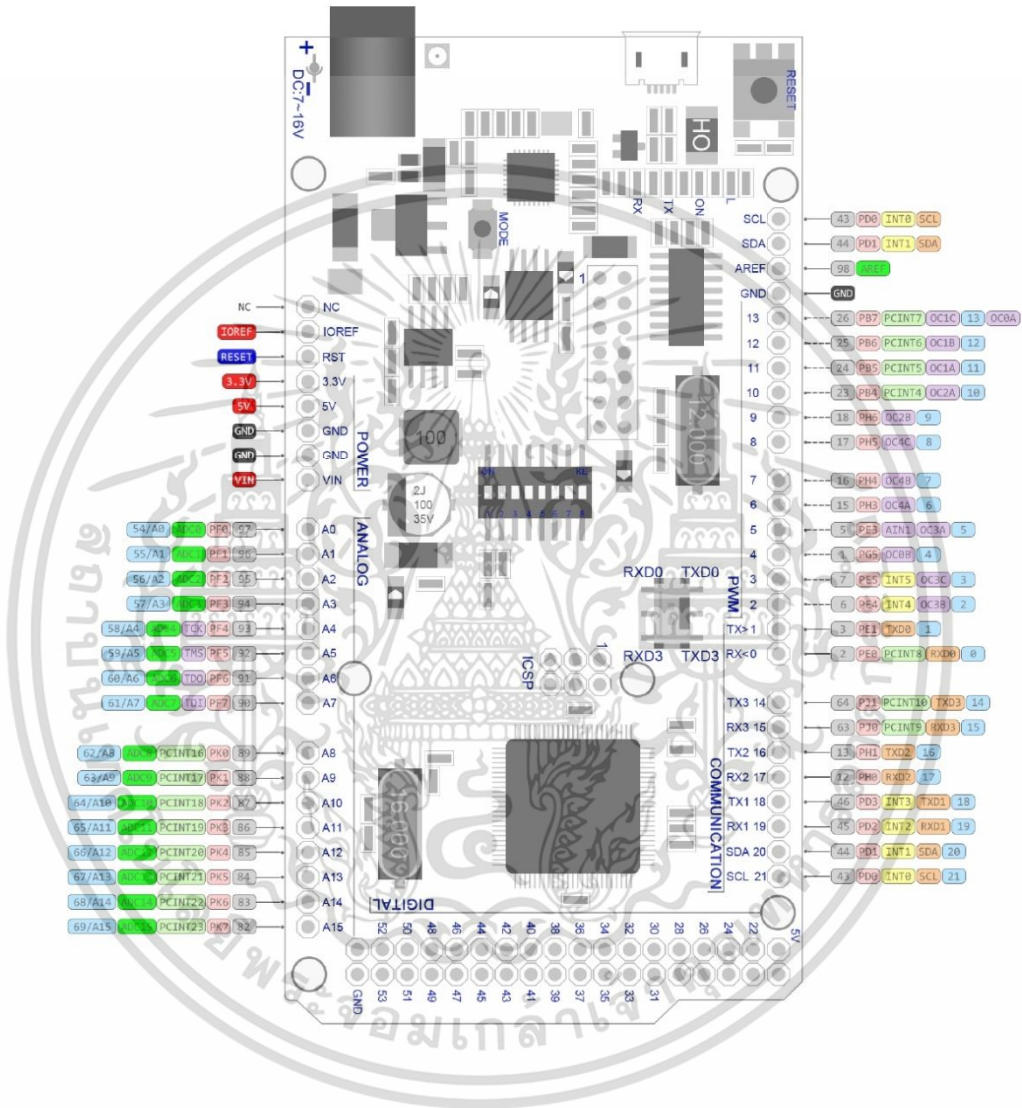 +
-
DC:7~16V
RESET
HO
RX
TX
ON
L
MODE
1
NC NC
IOREF IOREF
RESET RST
3.3V 3.3V
5V 5V
GND GND
GND GND
VIN VIN
POWER
54/A0 ADC0 PF0 97 A0
55/A1 ADC1 PF1 96 A1
56/A2 ADC2 PF2 95 A2
57/A3 ADC3 PF3 94 A3
58/A4 ADC4 TCK PF4 93 A4
59/A5 ADC5 TMS PF5 92 A5
60/A6 ADC6 TDO PF6 91 A6
61/A7 ADC7 TDI PF7 90 A7
62/A8 ADC8 PCINT16 PK0 89 A8
63/A9 ADC9 PCINT17 PK1 88 A9
64/A10 ADC10 PCINT18 PK2 87 A10
65/A11 ADC11 PCINT19 PK3 86 A11
66/A12 ADC12 PCINT20 PK4 85 A12
67/A13 ADC13 PCINT21 PK5 84 A13
68/A14 ADC14 PCINT22 PK6 83 A14
69/A15 ADC15 PCINT23 PK7 82 A15
ANALOG
100
2J
100
35V
ON KE
1 2 3 4 5 6 7 8
12.000
RXD0 TXD0
RXD3 TXD3
ICSP
1
16.000
SCL 43 PD0 INT0 SCL
SDA 44 PD1 INT1 SDA
AREF 98 AREF
GND GND
13 26 PB7 PCINT7 OC1C 13 OC0A
12 25 PB6 PCINT6 OC1B 12
11 24 PB5 PCINT5 OC1A 11
10 23 PB4 PCINT4 OC2A 10
9 18 PH6 OC2B 9
8 17 PH5 OC4C 8
7 16 PH4 OC4B 7
6 15 PH3 OC4A 6
5 5 PE3 AIN1 OC3A 5
4 1 PG5 OC0B 4
3 7 PE5 INT5 OC3C 3
2 6 PE4 INT4 OC3B 2
TX>1 3 PE1 TXD0 1
RX<0 2 PE0 PCINT8 RXD0 0
PWM
TX3 14 64 PJ1 PCINT10 TXD3 14
RX3 15 63 PJ0 PCINT9 RXD3 15
TX2 16 13 PH1 TXD2 16
RX2 17 12 PH0 RXD2 17
TX1 18 46 PD3 INT3 TXD1 18
RX1 19 45 PD2 INT2 RXD1 19
SDA 20 44 PD1 INT1 SDA 20
SCL 21 43 PD0 INT0 SCL 21
COMMUNICATION
DIGITAL
52 50 48 46 44 42 40 38 36 34 32 30 28 26 24 22 5V
GND 53 51 49 47 45 43 41 39 37 35 33 31